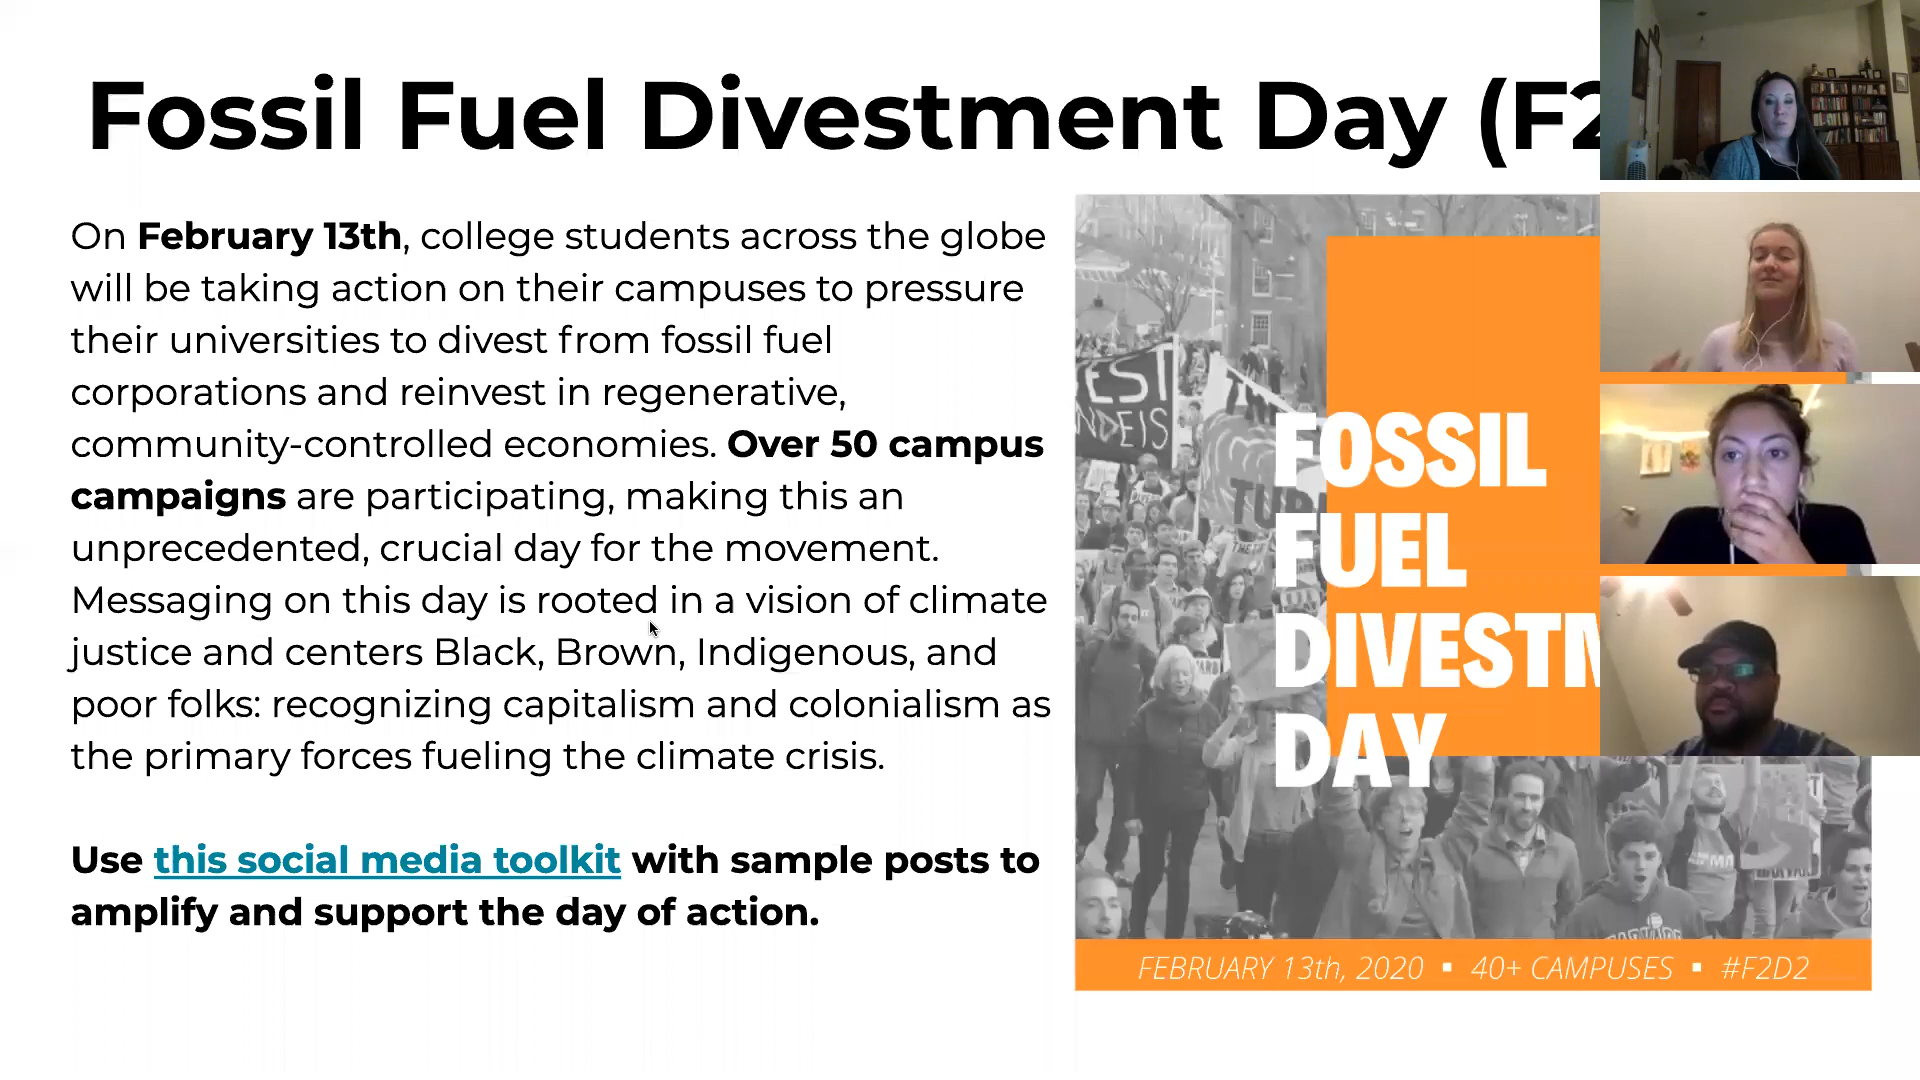 Fossil Fuel Divestment Day (F2
On February 13th, college students across the globe
will be taking action on their campuses to pressure
their universities to divest from fossil fuel
corporations and reinvest in regenerative,
community-controlled economies. Over 50 campus
campaigns are participating, making this an
unprecedented, crucial day for the movement.
Messaging on this day is rooted in a vision of climate
justice and centers Black, Brown, Indigenous, and
poor folks: recognizing capitalism and colonialism as
the primary forces fueling the climate crisis.
Use this social media toolkit with sample posts to
amplify and support the day of action.
EST
NDEIS
FOSSIL
FUEL
DIVESTM
DAY
FEBRUARY 13th, 2020 ▪ 40+ CAMPUSES ▪ #F2D2